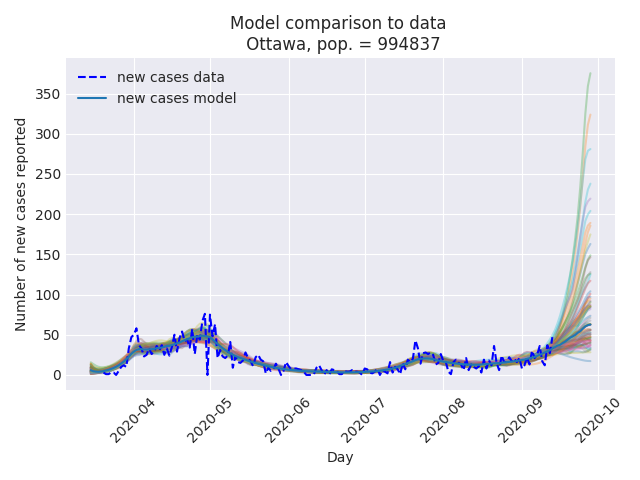 Model comparison to data
Ottawa, pop. = 994837
new cases data
new cases model
Number of new cases reported
350
300
250
200
150
100
50
0
2020-04
2020-05
2020-06
2020-07
2020-08
2020-09
2020-10
Day